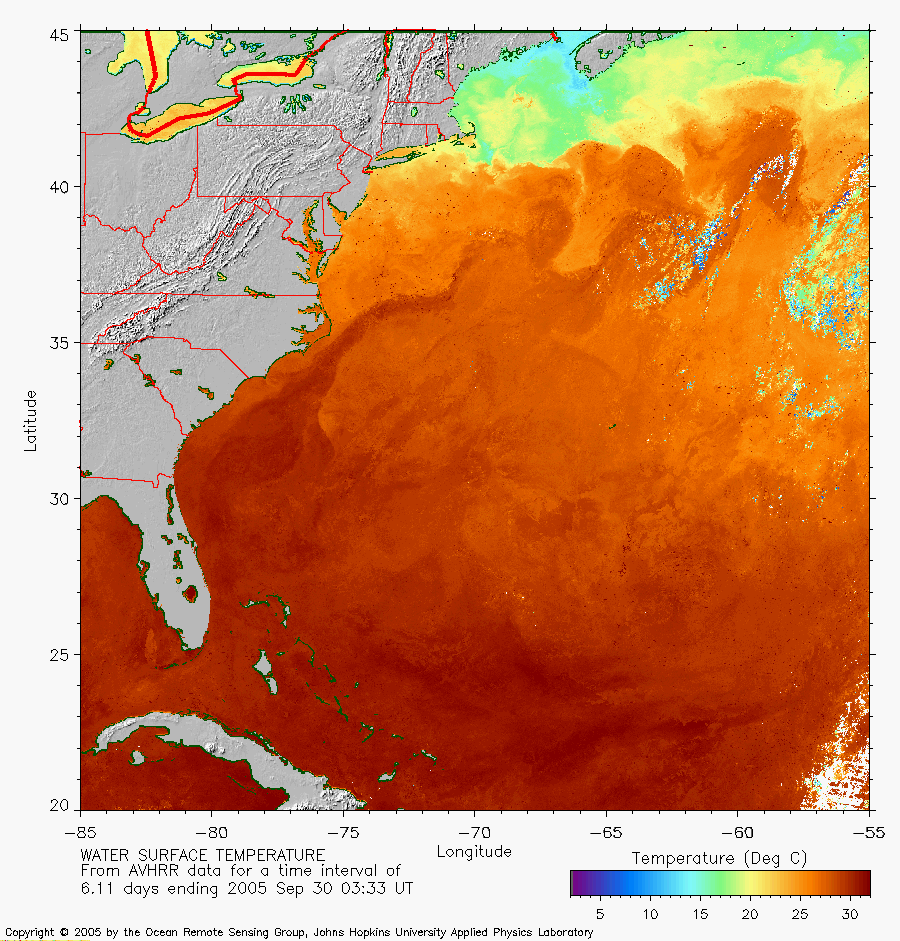 45
40
35
30
25
20
Latitude
−85 −80 −75 −70 −65 −60 −55
Longitude
WATER SURFACE TEMPERATURE
From AVHRR data for a time interval of
6.11 days ending 2005 Sep 30 03:33 UT
Temperature (Deg C)
5 10 15 20 25 30
Copyright © 2005 by the Ocean Remote Sensing Group, Johns Hopkins University Applied Physics Laboratory